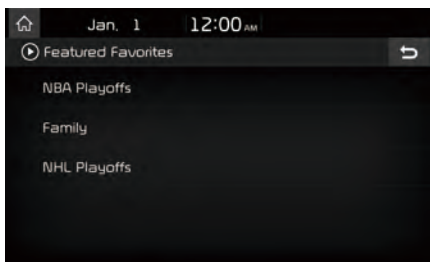 Jan. 1 12:00 AM
Featured Favorites
NBA Playoffs
Family
NHL Playoffs